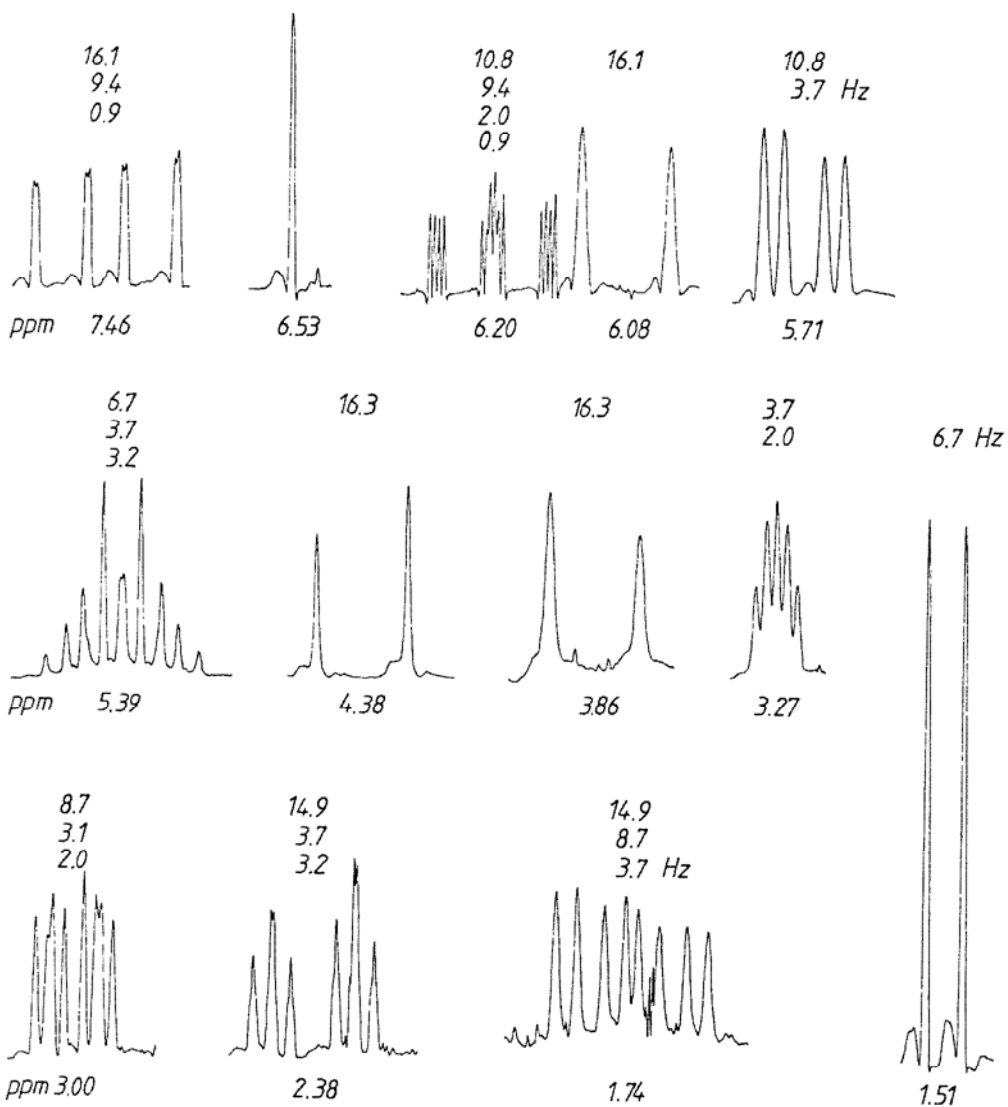 16.1 10.8 16.1 10.8
9.4 9.4 3.7 Hz
0.9 2.0
0.9
ppm 7.46 6.53 6.20 6.08 5.71
6.7 16.3 16.3 3.7
3.7 2.0 6.7 Hz
3.2
ppm 5.39 4.38 3.86 3.27
8.7 14.9 14.9
3.1 3.7 8.7
2.0 3.2 3.7 Hz
ppm 3.00 2.38 1.74 1.51